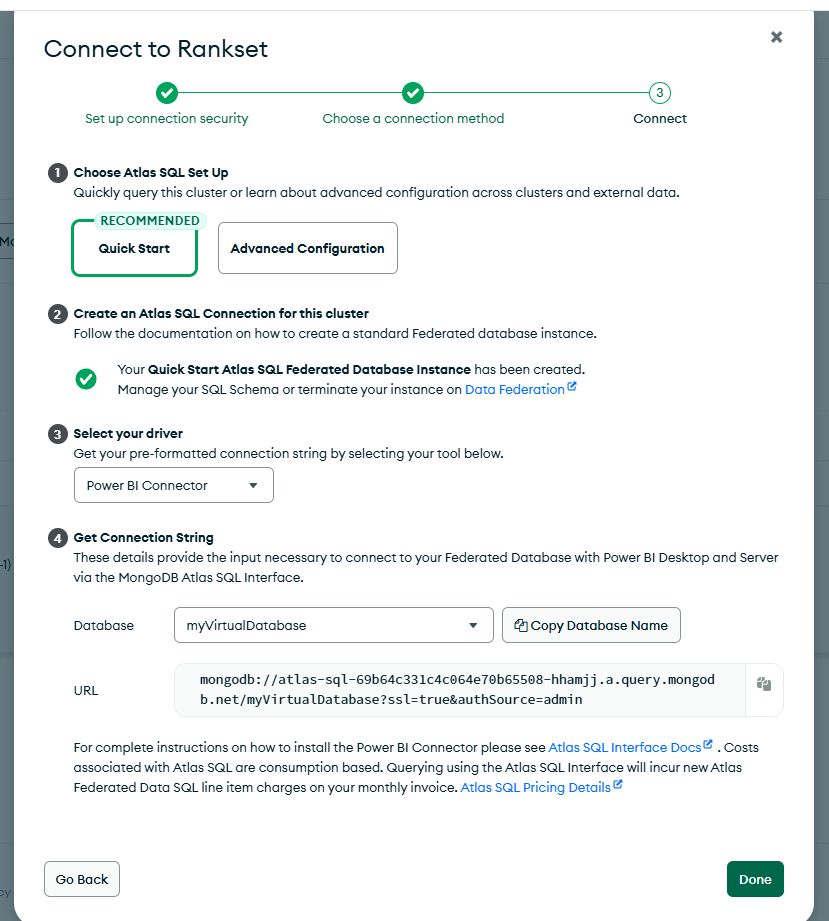 Connect to Rankset
Set up connection security
Choose a connection method
3
Connect
1 Choose Atlas SQL Set Up
Quickly query this cluster or learn about advanced configuration across clusters and external data.
RECOMMENDED
Quick Start
Advanced Configuration
2 Create an Atlas SQL Connection for this cluster
Follow the documentation on how to create a standard Federated database instance.
Your Quick Start Atlas SQL Federated Database Instance has been created.
Manage your SQL Schema or terminate your instance on Data Federation
3 Select your driver
Get your pre-formatted connection string by selecting your tool below.
Power BI Connector
4 Get Connection String
These details provide the input necessary to connect to your Federated Database with Power BI Desktop and Server
via the MongoDB Atlas SQL Interface.
Database
myVirtualDatabase
Copy Database Name
URL
mongodb://atlas-sql-69b64c331c4c064e70b65508-hhamjj.a.query.mongod
b.net/myVirtualDatabase?ssl=true&authSource=admin
For complete instructions on how to install the Power BI Connector please see Atlas SQL Interface Docs . Costs
associated with Atlas SQL are consumption based. Querying using the Atlas SQL Interface will incur new Atlas
Federated Data SQL line item charges on your monthly invoice. Atlas SQL Pricing Details
Go Back
Done